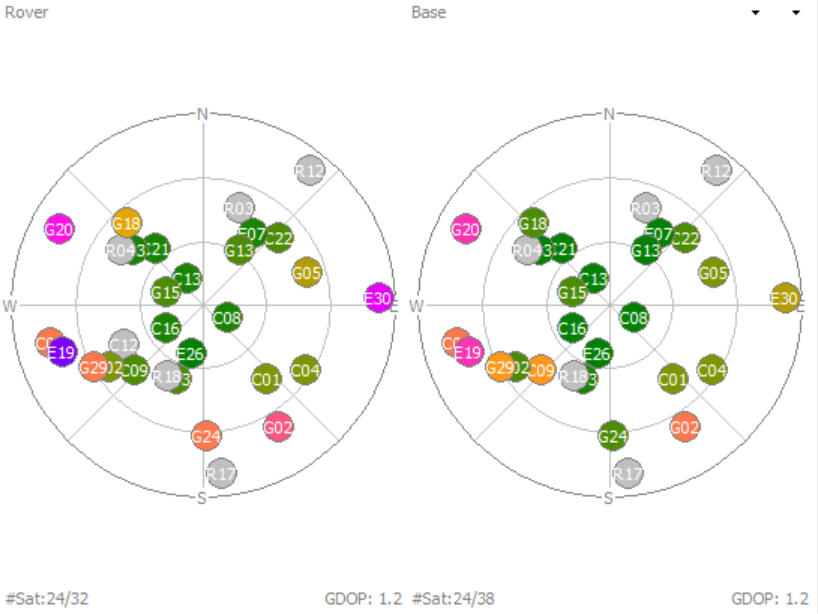 Rover
Base
N
R12
R03
G18
E07
C22
R04
C21
G13
G20
C13
G05
G15
E30
W
C08
C16
E19
C12
E26
G29
C09
R18
C01
C04
G24
G02
R17
S
#Sat:24/32
GDOP: 1.2
N
R12
R03
G18
E07
C22
R04
C21
G13
G20
C13
G05
G15
E30
W
E
C08
C16
E19
E26
G29
C09
R18
C01
C04
G24
G02
R17
S
#Sat:24/38
GDOP: 1.2